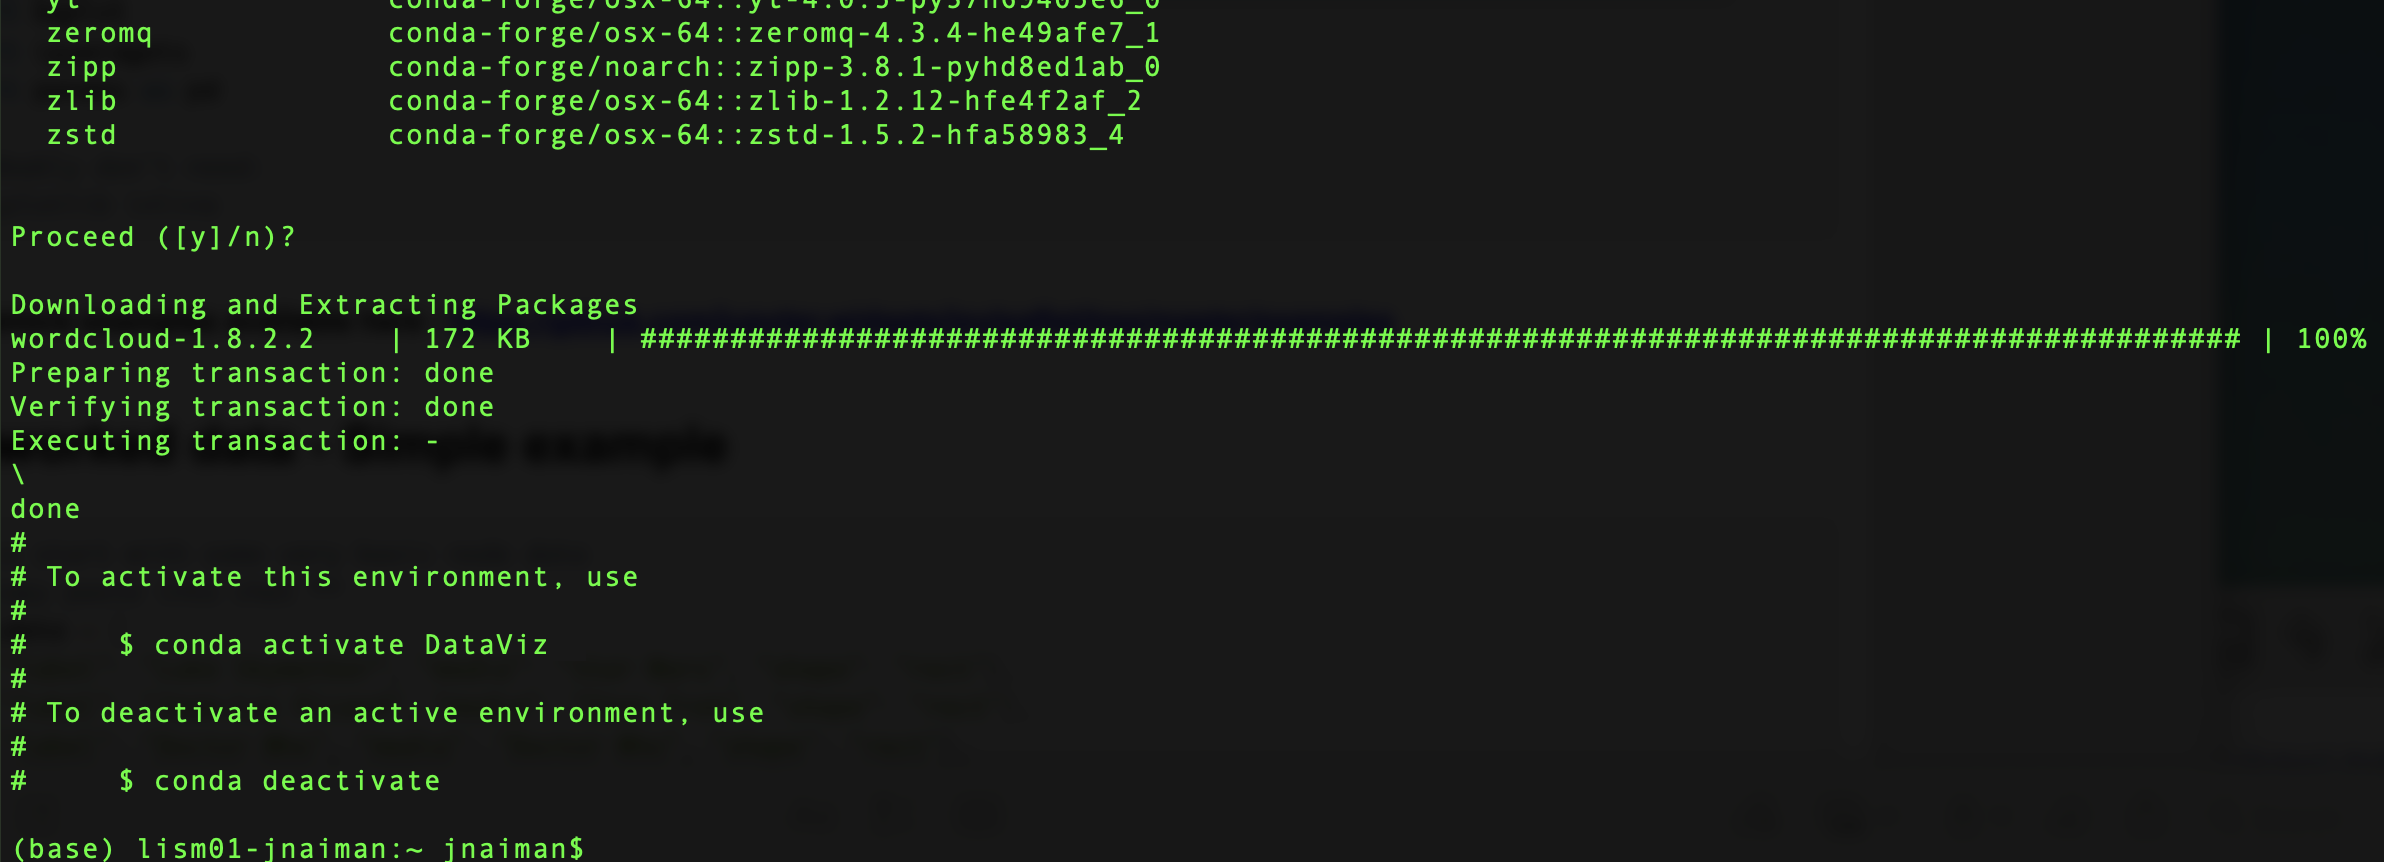 yt conda-forge/osx-64::yt-4.0.5-py37h69405e6_0
zeromq conda-forge/osx-64::zeromq-4.3.4-he49afe7_1
zipp conda-forge/noarch::zipp-3.8.1-pyhd8ed1ab_0
zlib conda-forge/osx-64::zlib-1.2.12-hfe4f2af_2
zstd conda-forge/osx-64::zstd-1.5.2-hfa58983_4
Proceed ([y]/n)?
Downloading and Extracting Packages
wordcloud-1.8.2.2 | 172 KB | ######################################################################################### | 100%
Preparing transaction: done
Verifying transaction: done
Executing transaction: -
\
done
#
# To activate this environment, use
#
# $ conda activate DataViz
#
# To deactivate an active environment, use
#
# $ conda deactivate
(base) lism01-jnaiman:~ jnaiman$